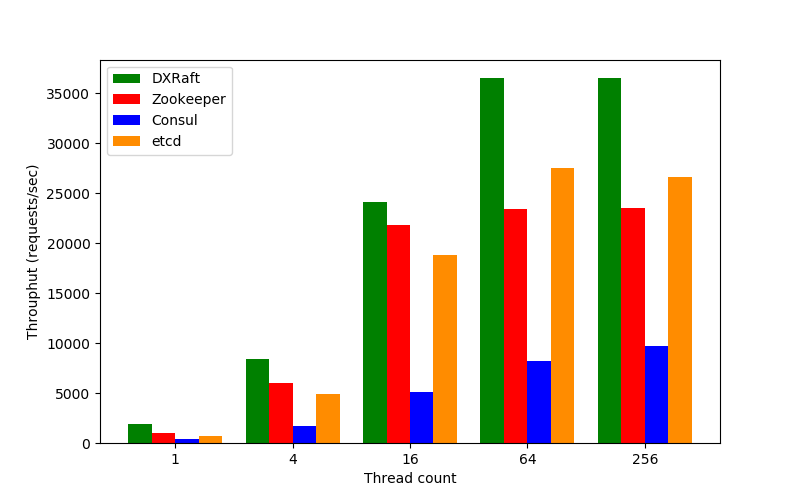 DXRaft
Zookeeper
Consul
etcd
35000
30000
25000
20000
15000
10000
5000
0
Throuphut (requests/sec)
1 4 16 64 256
Thread count